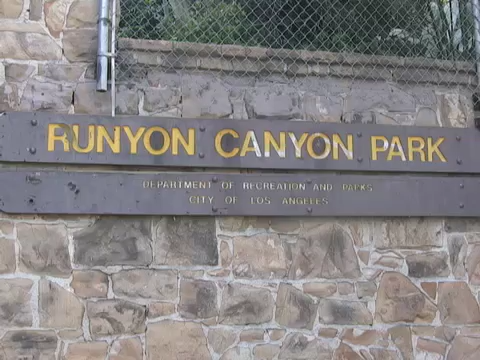 RUNYON CANYON PARK
DEPARTMENT OF RECREATION AND PARKS
CITY OF LOS ANGELES